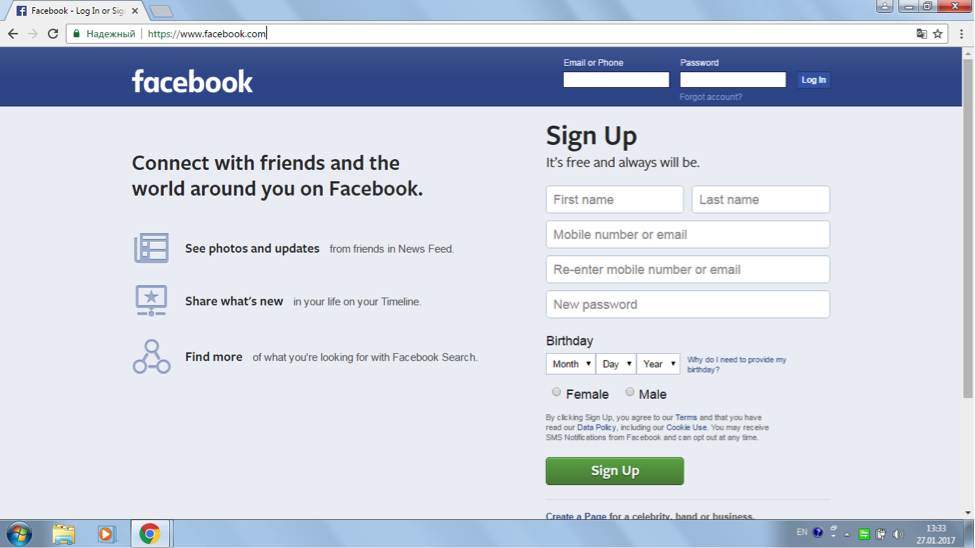 Facebook - Log In or Sig
Надежный | https://www.facebook.com
facebook
Email or Phone
Password
Log In
Forgot account?
Connect with friends and the
world around you on Facebook.
See photos and updates from friends in News Feed.
Share what's new in your life on your Timeline.
Find more of what you're looking for with Facebook Search.
Sign Up
It's free and always will be.
First name
Last name
Mobile number or email
Re-enter mobile number or email
New password
Birthday
Month
Day
Year
Why do I need to provide my
birthday?
Female
Male
By clicking Sign Up, you agree to our Terms and that you have
read our Data Policy, including our Cookie Use. You may receive
SMS Notifications from Facebook and can opt out at any time.
Sign Up
Create a Page for a celebrity, band or business.
EN
13:33
27.01.2017